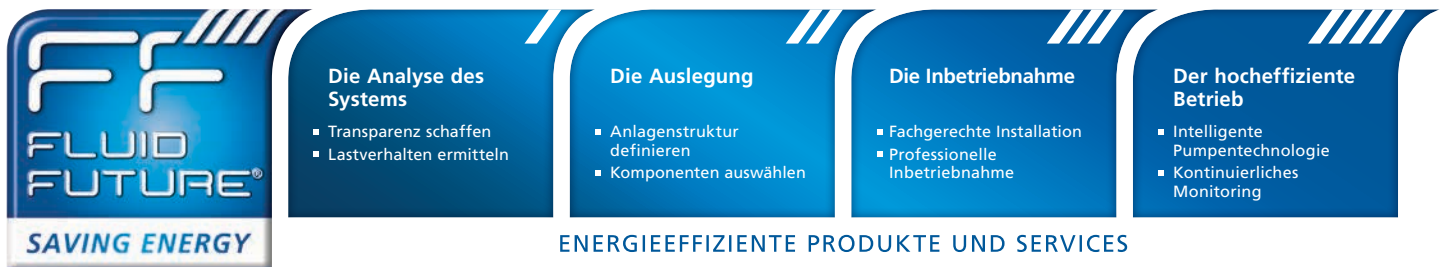 FF
FLUID
FUTURE®
SAVING ENERGY
Die Analyse des
Systems
▪ Transparenz schaffen
▪ Lastverhalten ermitteln
Die Auslegung
▪ Anlagenstruktur
definieren
▪ Komponenten auswählen
Die Inbetriebnahme
▪ Fachgerechte Installation
▪ Professionelle
Inbetriebnahme
Der hocheffiziente
Betrieb
▪ Intelligente
Pumpentechnologie
▪ Kontinuierliches
Monitoring
ENERGIEEFFIZIENTE PRODUKTE UND SERVICES